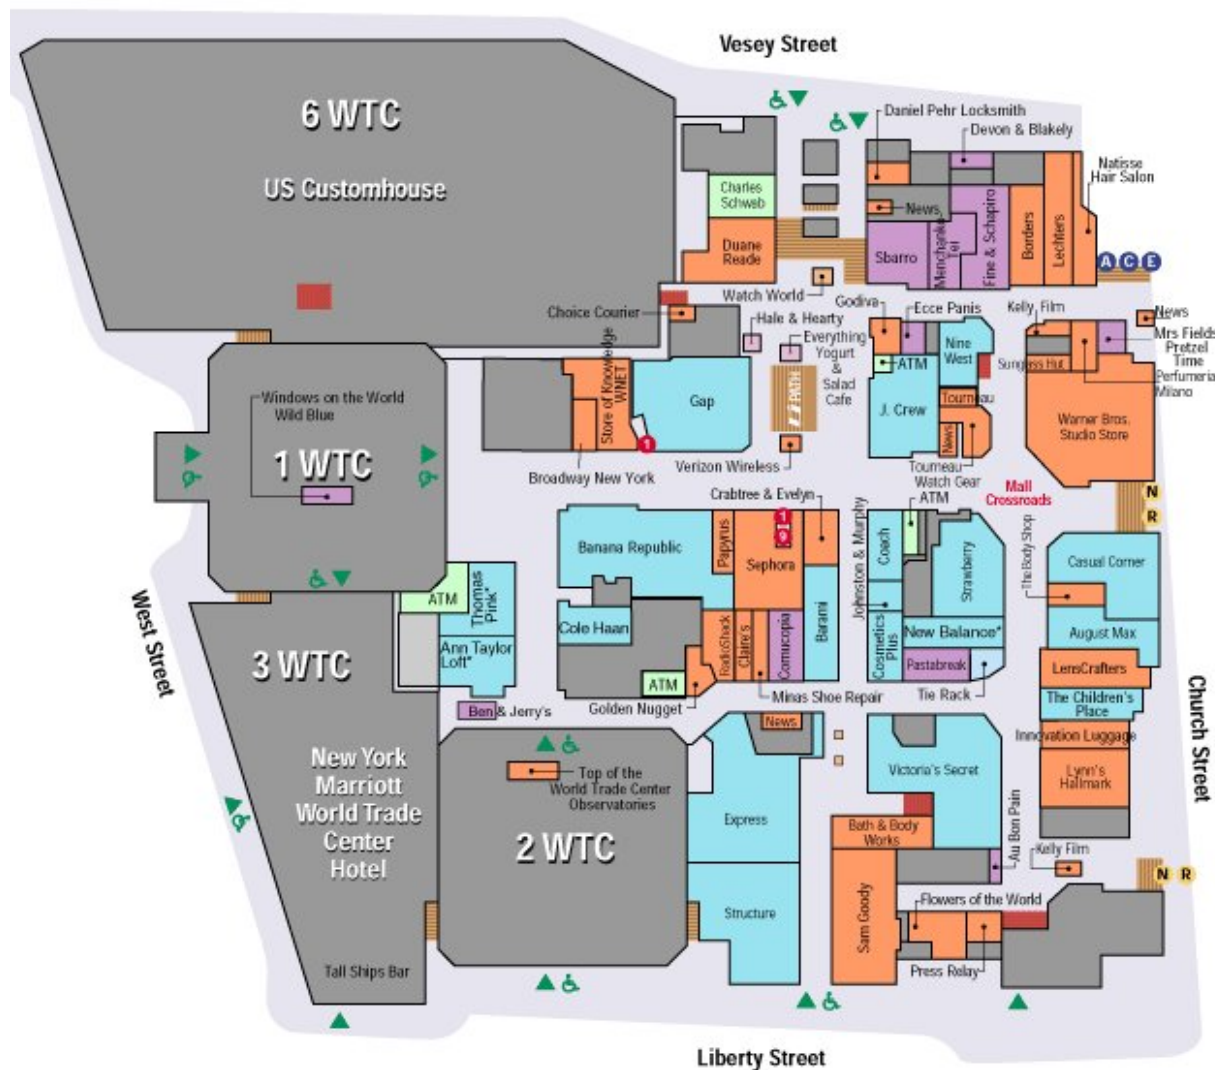 Vesey Street
6 WTC
US Customhouse
Daniel Pehr Locksmith
Devon & Blakely
Natisse
Hair Salon
Charles
Schwab
News
Duane
Reade
Sbarro
Menchanko
Tei
Fine & Schapiro
Borders
Lechters
A C E
Watch World
Choice Courier
Godiva
Ecce Panis
Kelly Film
News
Hale & Hearty
Everything
Yogurt
&
Salad
Cafe
Mrs Fields
Pretzel
Time
Perfumeria
Milano
Nine
West
ATM
Sunglass Hut
Store of Knowledge
WNET
Gap
PATH
J. Crew
Tourneau
News
Warner Bros.
Studio Store
Windows on the World
Wild Blue
1 WTC
1
Broadway New York
Verizon Wireless
Tourneau
Watch Gear
Mall
Crossroads
N
R
Crabtree & Evelyn
ATM
Banana Republic
Papyrus
1
9
Sephora
Johnston & Murphy
Coach
Strawberry
The Body Shop
Casual Corner
West Street
ATM
Thomas
Pink*
Cole Haan
Barami
Cosmetics
Plus
New Balance*
August Max
3 WTC
Ann Taylor
Loft*
RadioShack
Claire's
Cornucopia
Pastabreak
LensCrafters
ATM
Golden Nugget
Minas Shoe Repair
Tie Rack
The Children's
Place
Church Street
Ben & Jerry's
News
Innovation Luggage
New York
Marriott
World Trade
Center
Hotel
Top of the
World Trade Center
Observatories
Victoria's Secret
Lynn's
Hallmark
2 WTC
Express
Bath & Body
Works
Au Bon Pain
Kelly Film
N R
Structure
Sam Goody
Flowers of the World
Press Relay
Tall Ships Bar
Liberty Street